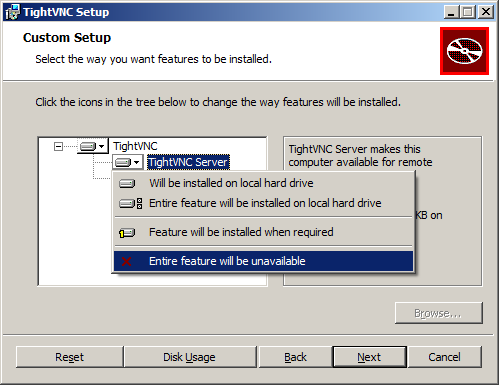 TightVNC Setup
Custom Setup
Select the way you want features to be installed.
Click the icons in the tree below to change the way features will be installed.
TightVNC
TightVNC Server
TightVNC Server makes this
computer available for remote
Will be installed on local hard drive
Entire feature will be installed on local hard drive
KB on
Feature will be installed when required
Entire feature will be unavailable
Browse...
Reset
Disk Usage
Back
Next
Cancel